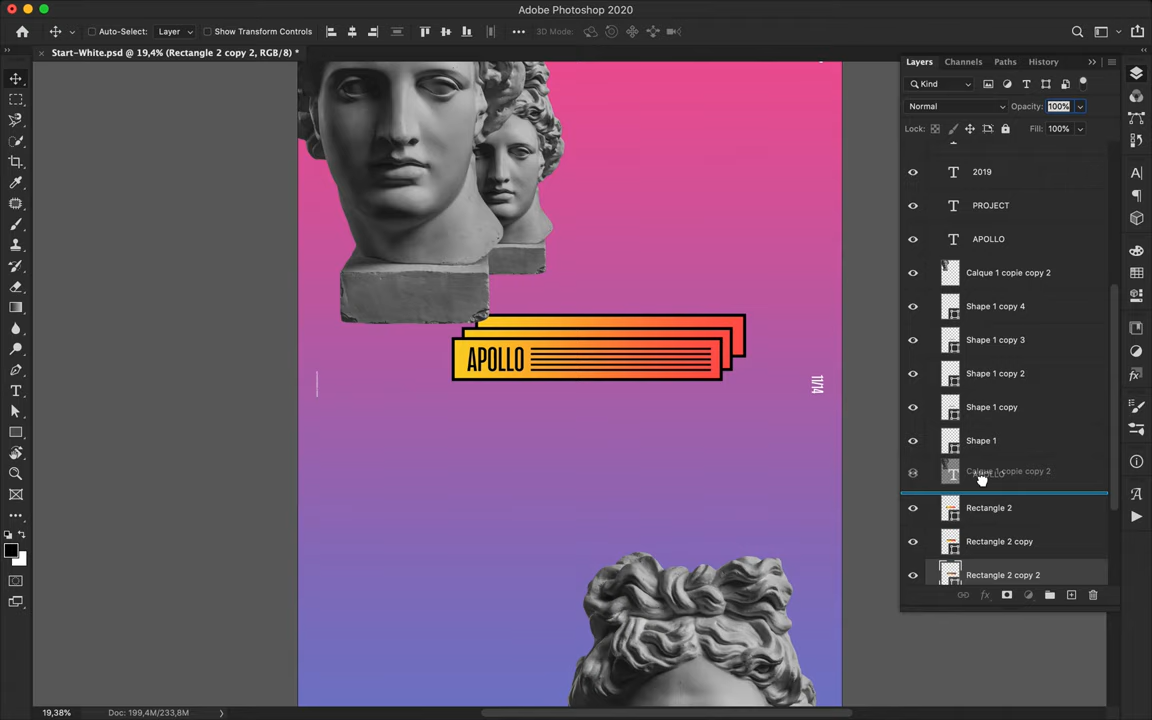 Adobe Photoshop 2020
Auto-Select:
Layer
Show Transform Controls
3D Mode:
Start-White.psd @ 19,4% (Rectangle 2 copy 2, RGB/8) *
Layers
Channels
Paths
History
Kind
Normal
Opacity:
100%
Lock:
Fill:
100%
2019
PROJECT
APOLLO
Calque 1 copie copy 2
Shape 1 copy 4
Shape 1 copy 3
Shape 1 copy 2
Shape 1 copy
Shape 1
Calque 1 copie copy 2
APOLLO
Rectangle 2
Rectangle 2 copy
Rectangle 2 copy 2
APOLLO
11/14
19,38%
Doc: 199,4M/233,8M